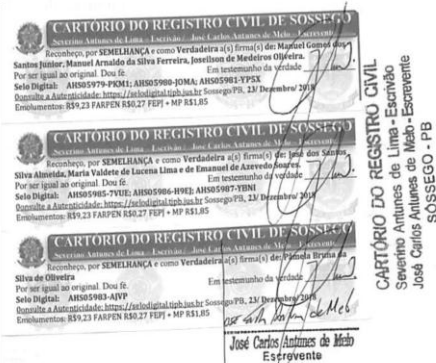 CARTÓRIO DO REGISTRO CIVIL DE SOSSEGO
Severino Antunes de Lima - Escrivão / José Carlos Antunes de Melo - Escrevente
Reconheço, por SEMELHANÇA e como Verdadeira a(s) firma(s) de: Manuel Gomes dos
Santos Júnior, Manuel Arnaldo da Silva Ferreira, Joseilson de Medeiros Oliveira.
Por ser igual ao original. Dou fé. Em testemunho da verdade
Selo Digital: AHS05979-PKM1; AHS05980-JOMA; AHS05981-YP5X
Consulte a Autenticidade: https://selodigital.tjpb.jus.br Sossego/PB, 23/ Dezembro/ 2018
Emolumentos: R$9,23 FARPEN R$0,27 FEPJ + MP R$1,85
CARTÓRIO DO REGISTRO CIVIL DE SOSSEGO
Severino Antunes de Lima - Escrivão / José Carlos Antunes de Melo - Escrevente
Reconheço, por SEMELHANÇA e como Verdadeira a(s) firma(s) de: José dos Santos
Silva Almeida, Maria Valdete de Lucena Lima e de Emanuel de Azevedo Soares.
Por ser igual ao original. Dou fé. Em testemunho da verdade
Selo Digital: AHS05985-7VUE; AHS05986-H9EJ; AHS05987-YBNI
Consulte a Autenticidade: https://selodigital.tjpb.jus.br Sossego/PB, 23/ Dezembro/ 2018
Emolumentos: R$9,23 FARPEN R$0,27 FEPJ + MP R$1,85
CARTÓRIO DO REGISTRO CIVIL DE SOSSEGO
Severino Antunes de Lima - Escrivão / José Carlos Antunes de Melo - Escrevente
Reconheço, por SEMELHANÇA e como Verdadeira a(s) firma(s) de: Pâmela Bruna da
Silva de Oliveira
Por ser igual ao original. Dou fé. Em testemunho da verdade
Selo Digital: AHS05983-AJVP
Consulte a Autenticidade: https://selodigital.tjpb.jus.br Sossego/PB, 23/ Dezembro/ 2018
Emolumentos: R$9,23 FARPEN R$0,27 FEPJ + MP R$1,85
José Carlos Antunes de Melo
José Carlos Antunes de Melo
Escrevente
CARTÓRIO DO REGISTRO CIVIL
Severino Antunes de Lima - Escrivão
José Carlos Antunes de Melo - Escrevente
SOSSEGO - PB